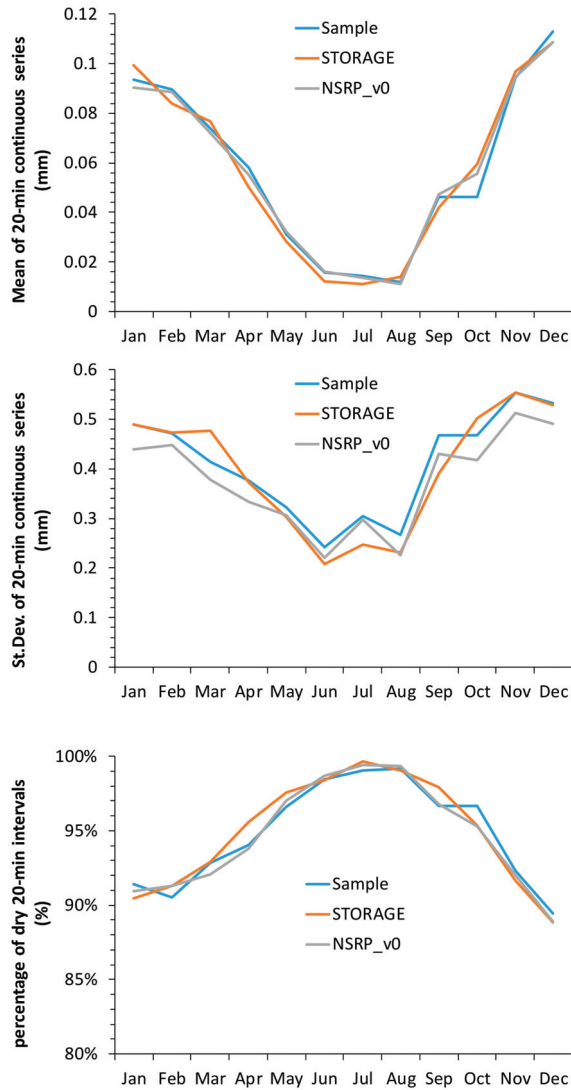 Mean of 20-min continuous series
(mm)
0.12
0.1
0.08
0.06
0.04
0.02
0
Sample
STORAGE
NSRP_v0
Jan Feb Mar Apr May Jun Jul Aug Sep Oct Nov Dec
St.Dev. of 20-min continuous series
(mm)
0.6
0.5
0.4
0.3
0.2
0.1
0
Sample
STORAGE
NSRP_v0
Jan Feb Mar Apr May Jun Jul Aug Sep Oct Nov Dec
percentage of dry 20-min intervals
(%)
100%
95%
90%
85%
80%
Sample
STORAGE
NSRP_v0
Jan Feb Mar Apr May Jun Jul Aug Sep Oct Nov Dec